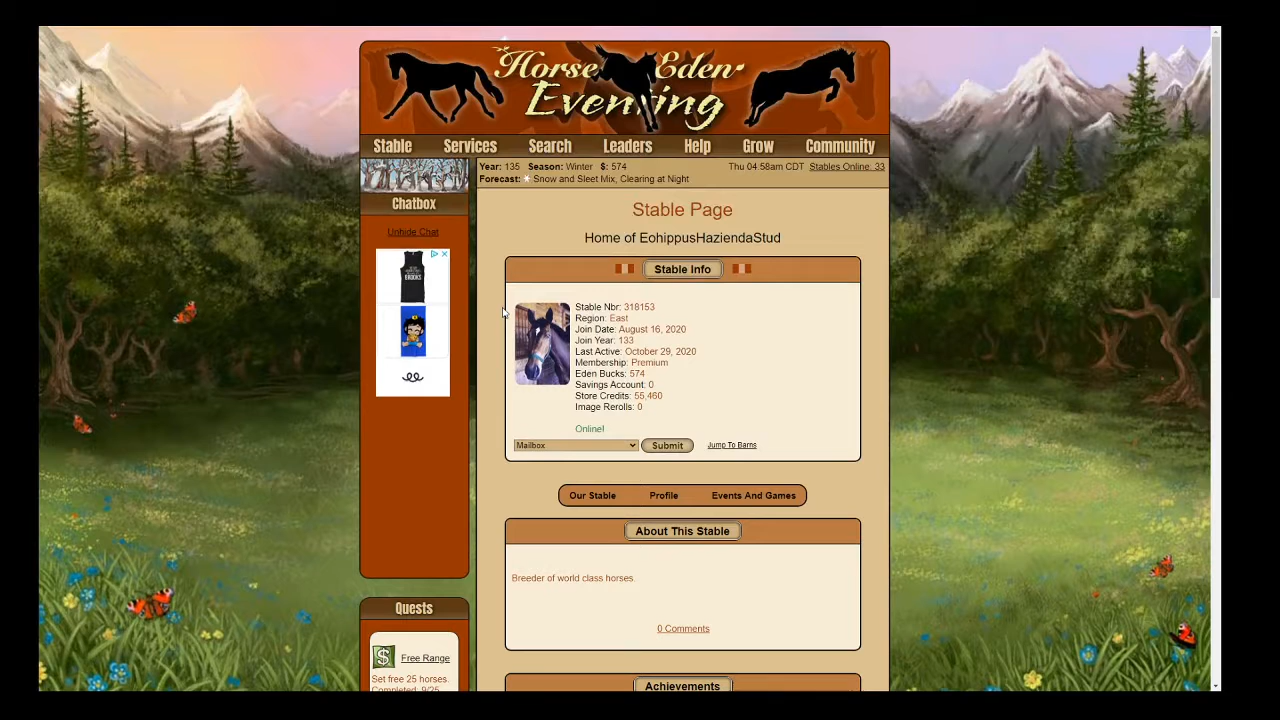 Horse Eden Eventing
Stable Services Search Leaders Help Grow Community
Year: 135 Season: Winter $: 574
Thu 04:58am CDT Stables Online: 33
Forecast: Snow and Sleet Mix, Clearing at Night
Chatbox
Unhide Chat
BROOKS
Stable Page
Home of EohippusHaziendaStud
Stable Info
Stable Nbr: 318153
Region: East
Join Date: August 16, 2020
Join Year: 133
Last Active: October 29, 2020
Membership: Premium
Eden Bucks: 574
Savings Account: 0
Store Credits: 55,460
Image Rerolls: 0
Online!
Mailbox Submit Jump To Barns
Our Stable Profile Events And Games
About This Stable
Breeder of world class horses.
0 Comments
Achievements
Quests
$ Free Range
Set free 25 horses.
Completed: 9/25